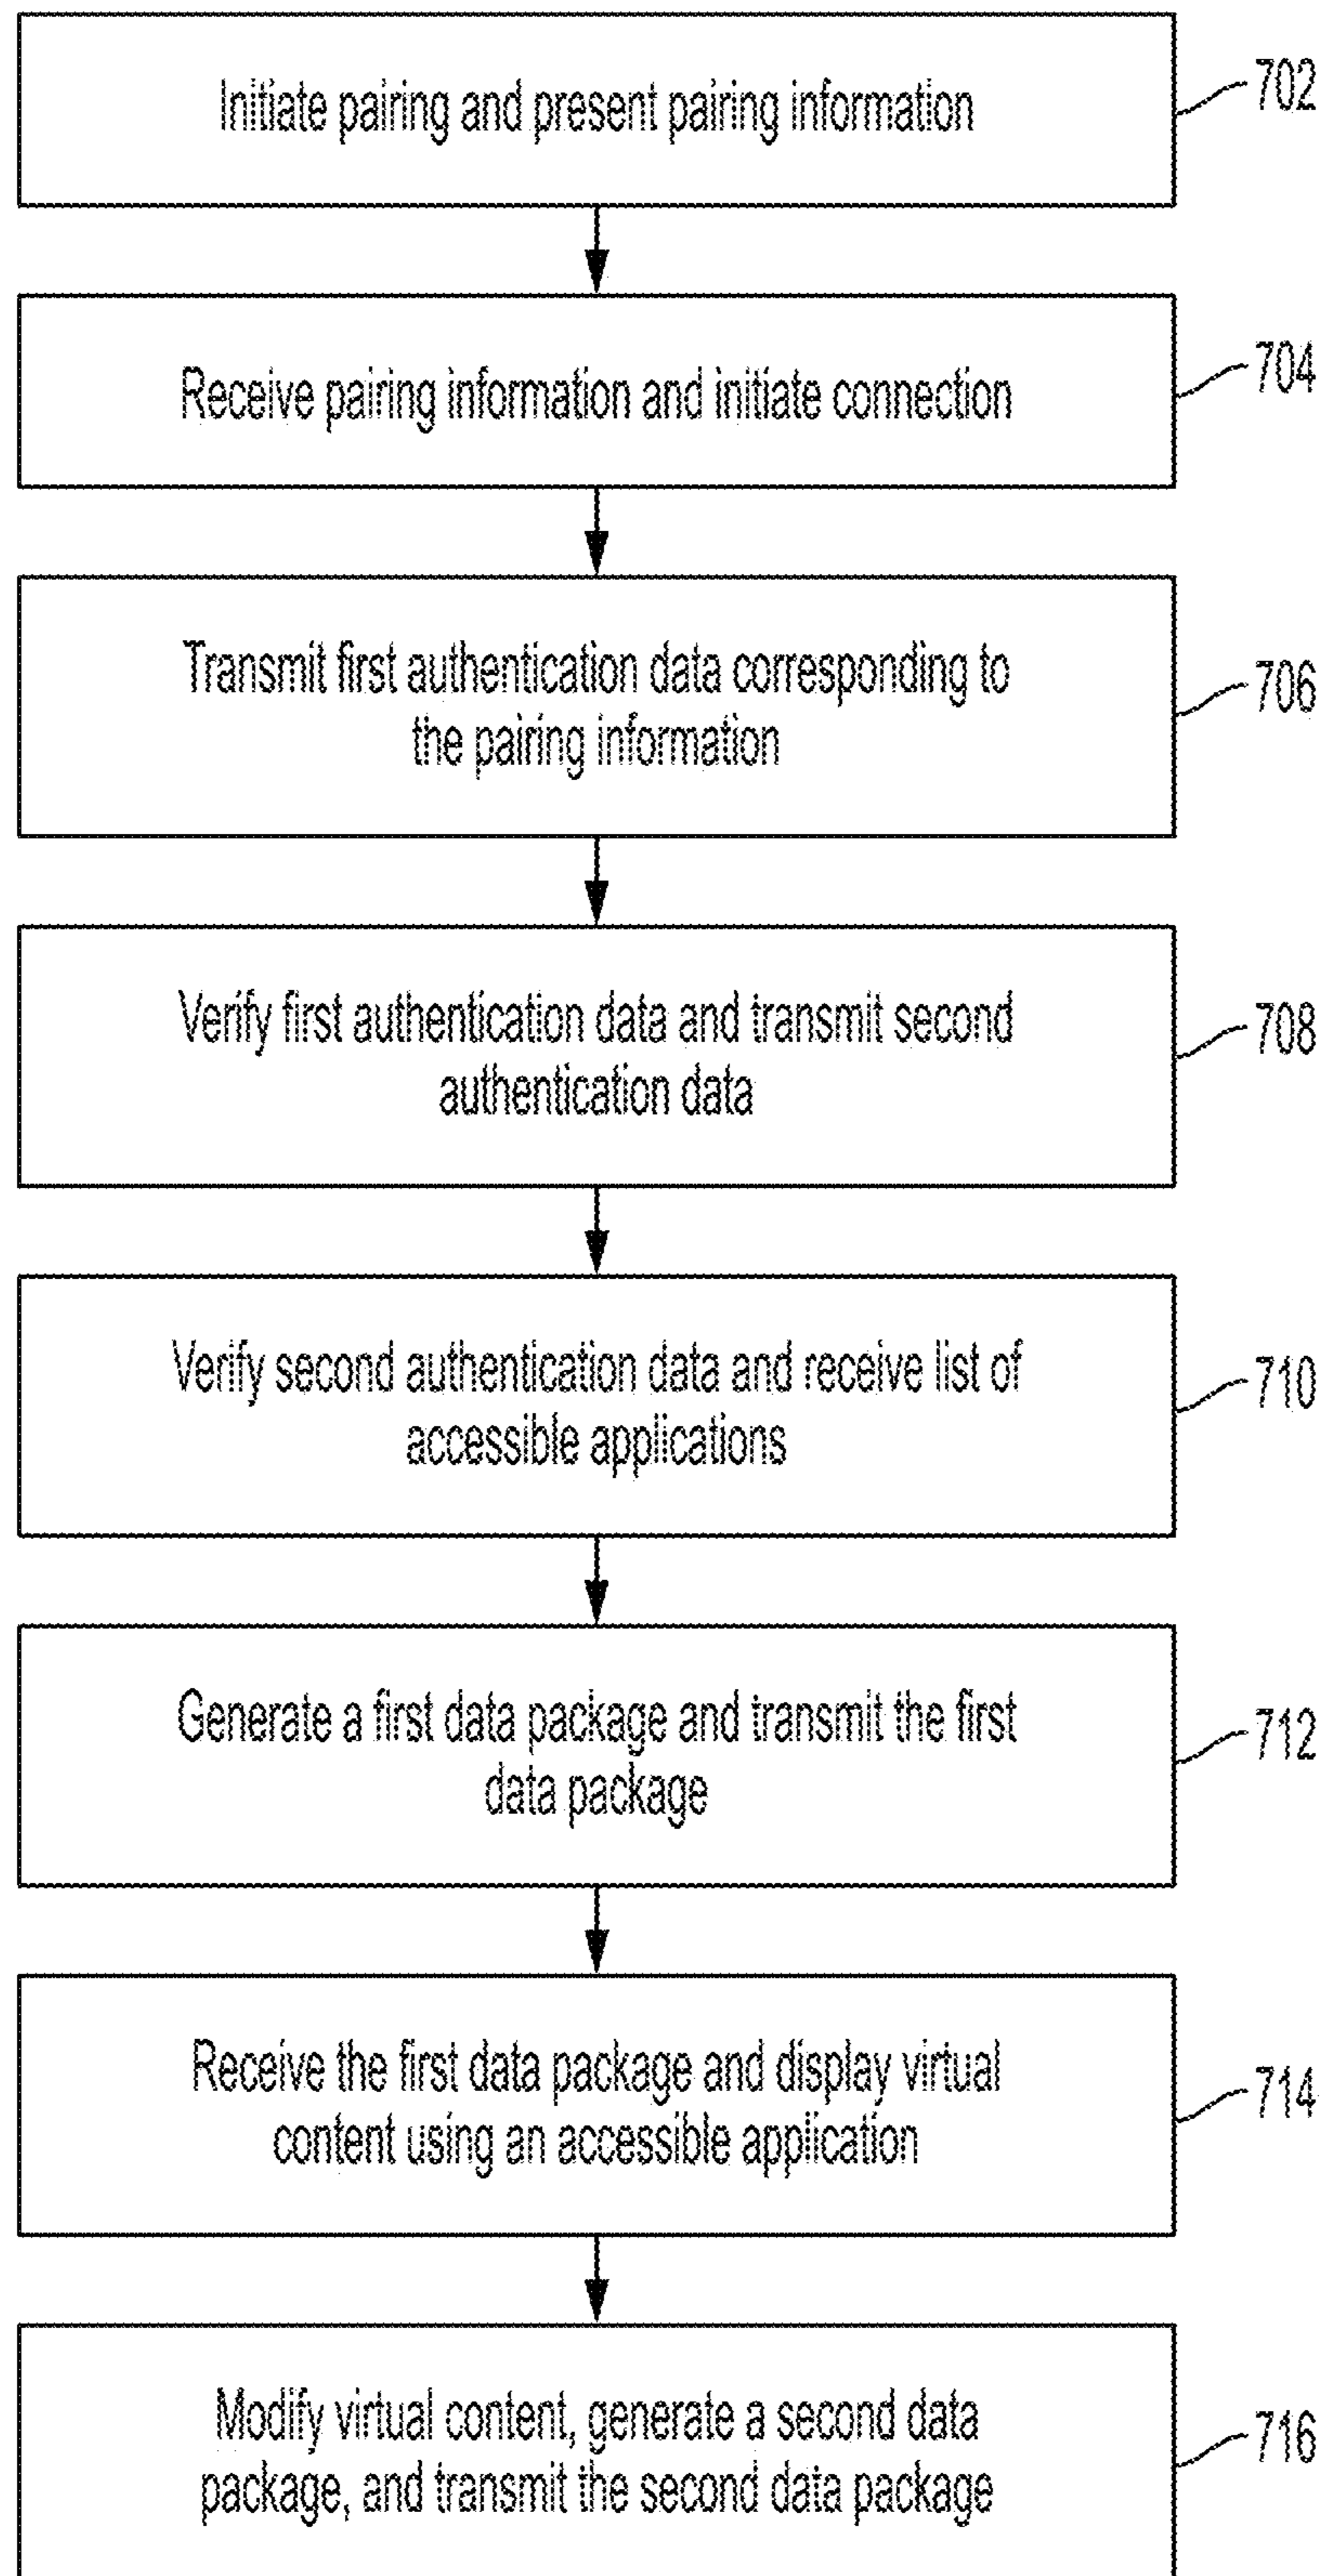 Initiate pairing and present pairing information
702
Receive pairing information and initiate connection
704
Transmit first authentication data corresponding to
the pairing information
706
Verify first authentication data and transmit second
authentication data
708
Verify second authentication data and receive list of
accessible applications
710
Generate a first data package and transmit the first
data package
712
Receive the first data package and display virtual
content using an accessible application
714
Modify virtual content, generate a second data
package, and transmit the second data package
716